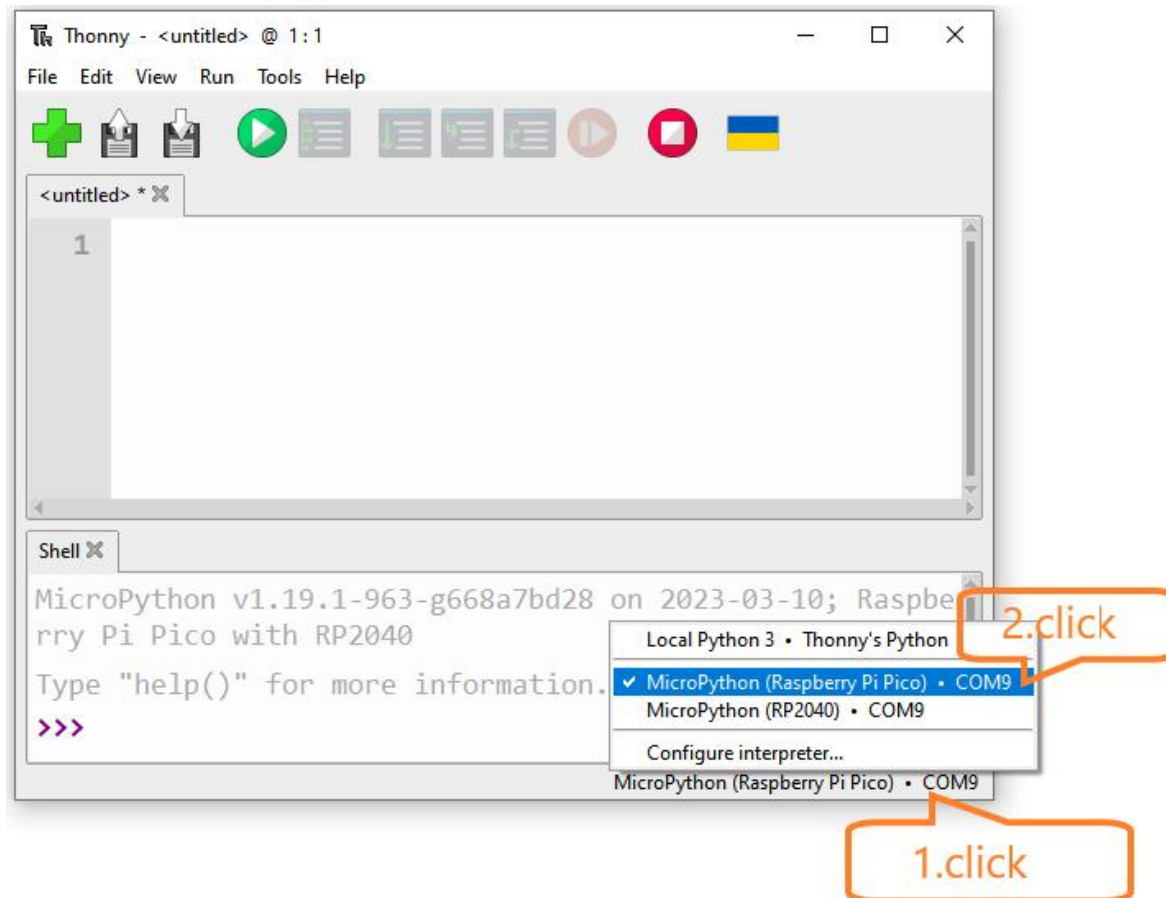 Thonny - <untitled> @ 1:1
File Edit View Run Tools Help
<untitled> *
1
Shell
MicroPython v1.19.1-963-g668a7bd28 on 2023-03-10; Raspbe
rry Pi Pico with RP2040
Type "help()" for more information.
>>>
Local Python 3 • Thonny's Python
2.click
✓ MicroPython (Raspberry Pi Pico) • COM9
MicroPython (RP2040) • COM9
Configure interpreter...
MicroPython (Raspberry Pi Pico) • COM9
1.click